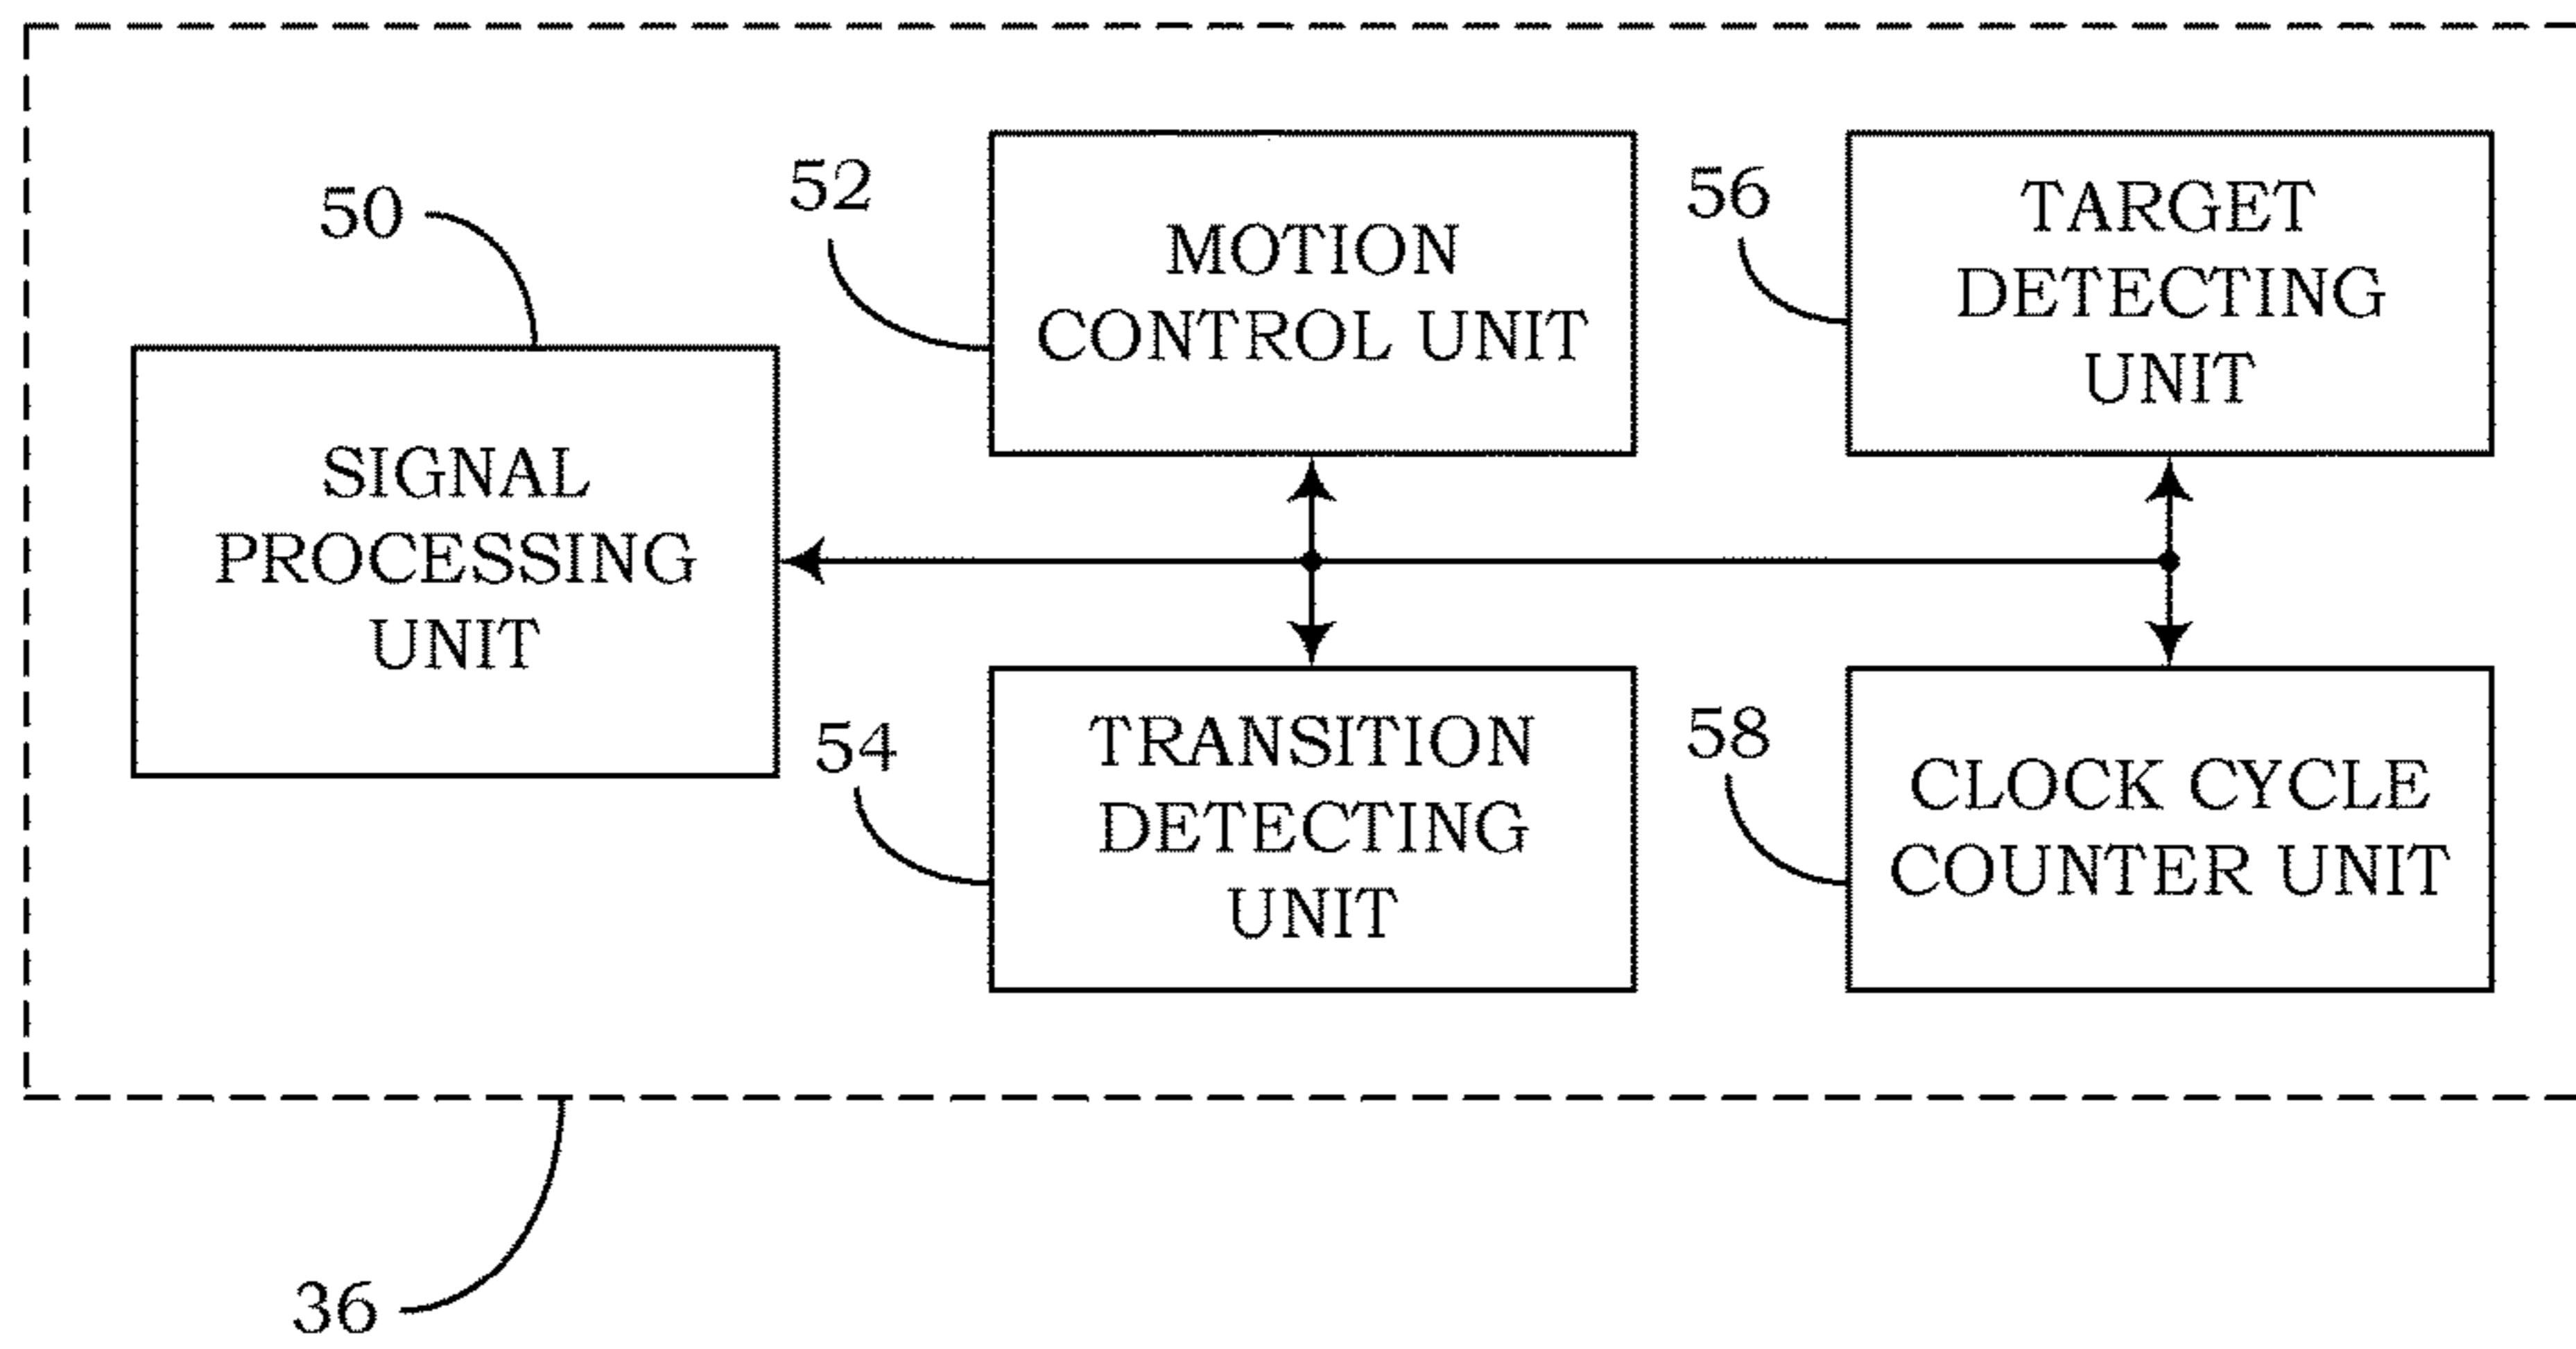 50
SIGNAL
PROCESSING
UNIT
52
MOTION
CONTROL UNIT
54
TRANSITION
DETECTING
UNIT
56
TARGET
DETECTING
UNIT
58
CLOCK CYCLE
COUNTER UNIT
36